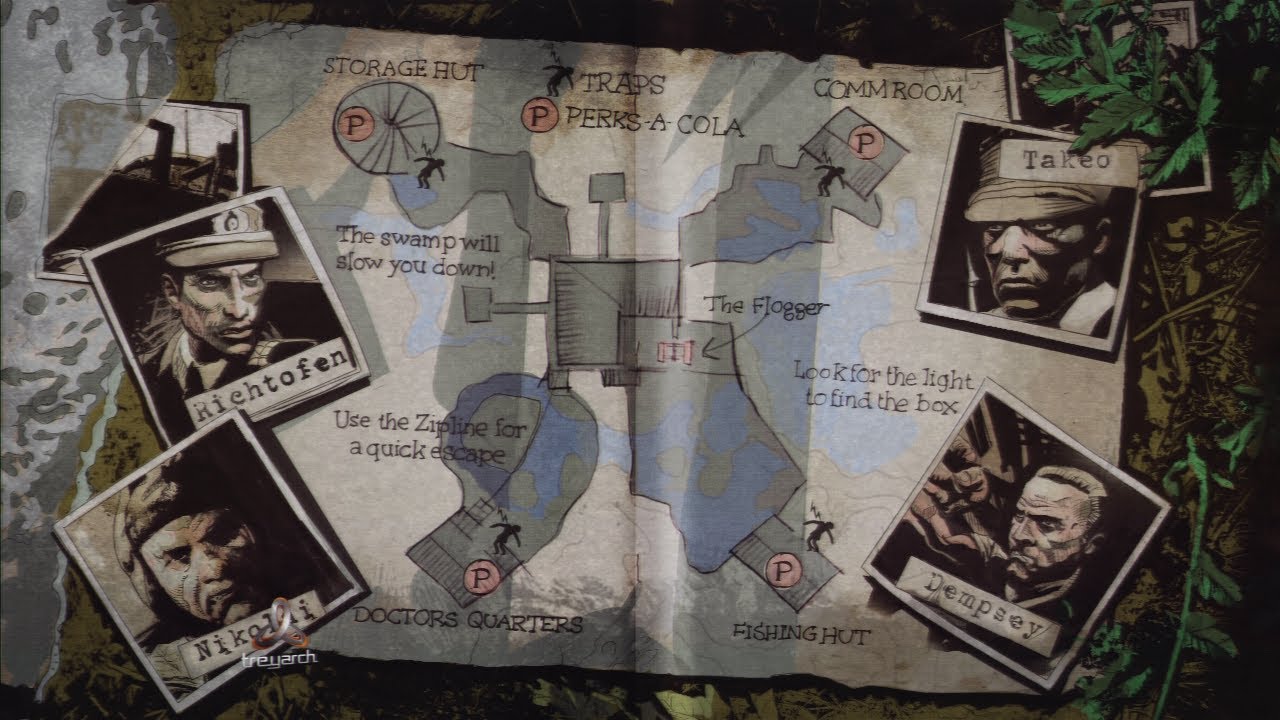 STORAGE HUT
TRAPS
P PERKS-A-COLA
COMM ROOM
P
P
Takeo
The swamp will
slow you down!
Richtofen
The Flogger
Look for the light
to find the box
Use the Zipline for
a quick escape
Nikolai
treyarch
P
P
Dempsey
DOCTORS QUARTERS
FISHING HUT